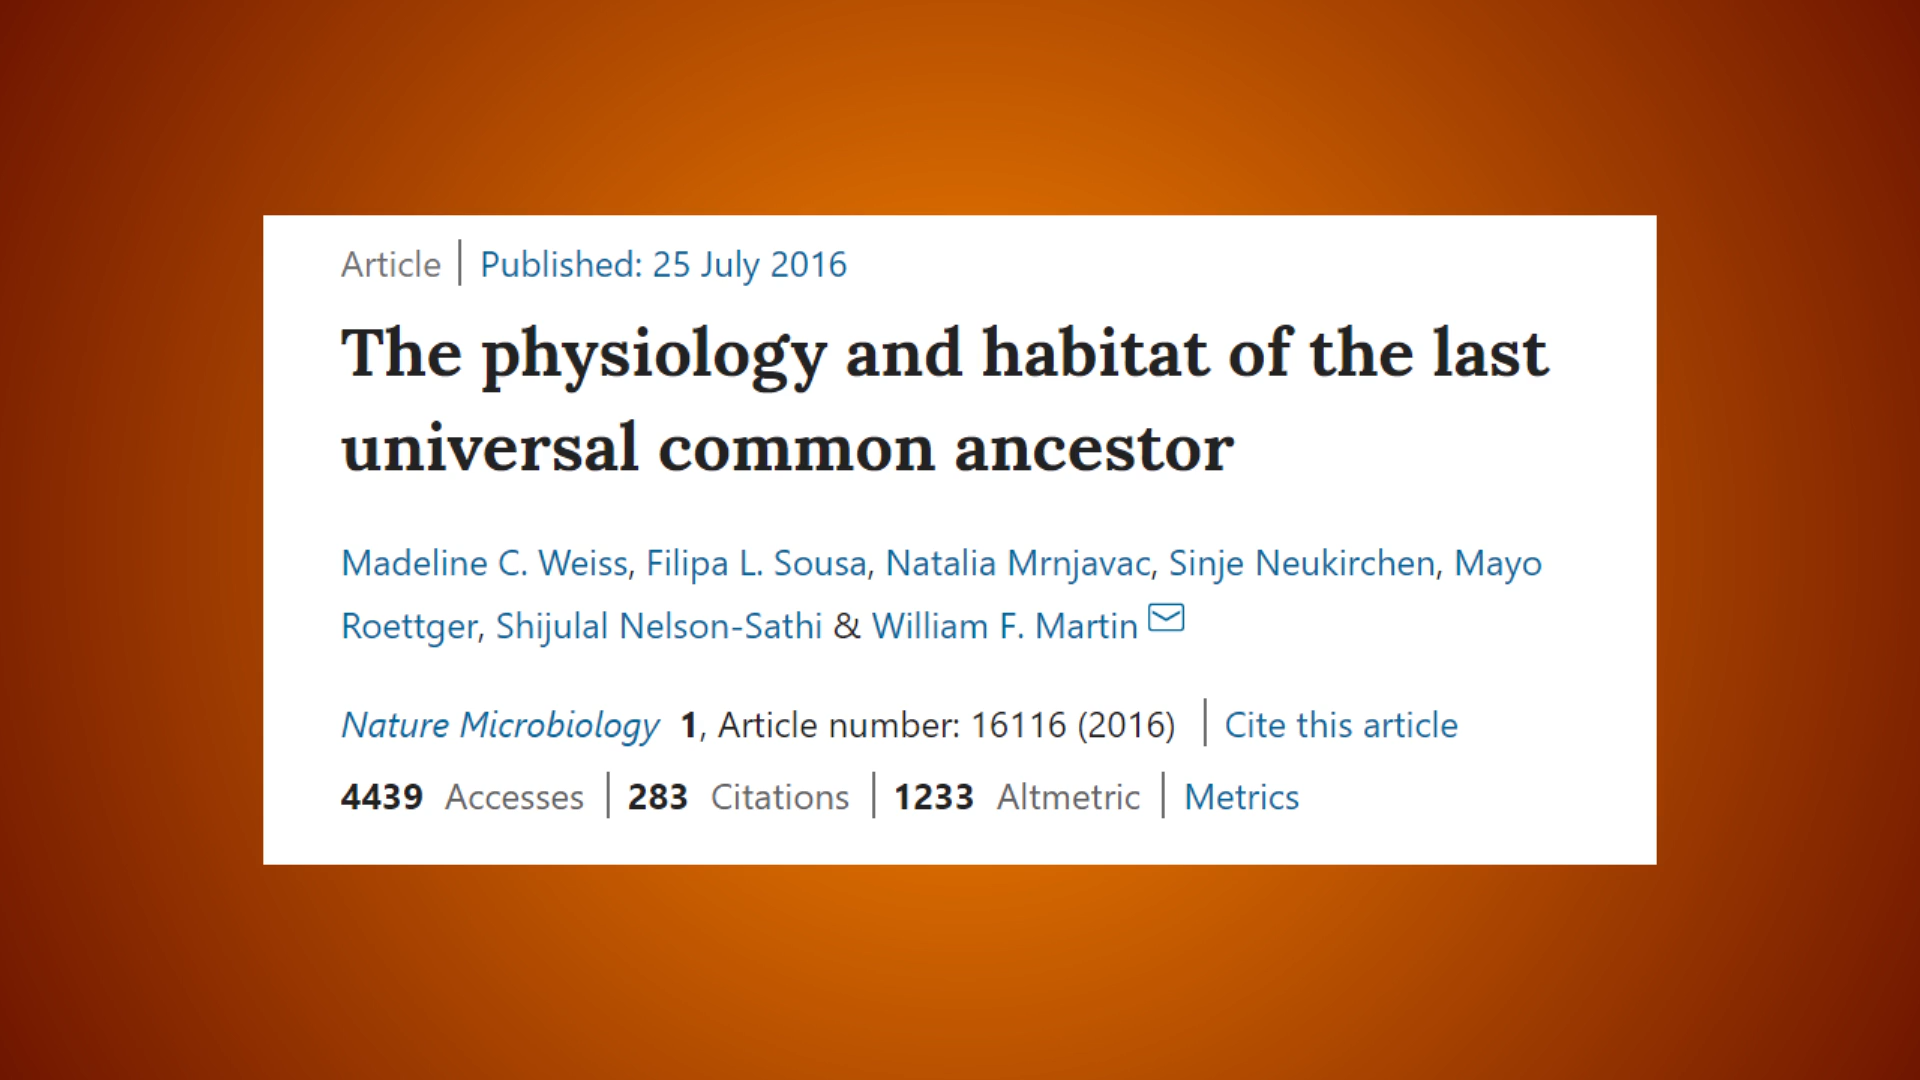 Article | Published: 25 July 2016
The physiology and habitat of the last
universal common ancestor
Madeline C. Weiss, Filipa L. Sousa, Natalia Mrnjavac, Sinje Neukirchen, Mayo
Roettger, Shijulal Nelson-Sathi & William F. Martin
Nature Microbiology 1, Article number: 16116 (2016) | Cite this article
4439 Accesses | 283 Citations | 1233 Altmetric | Metrics